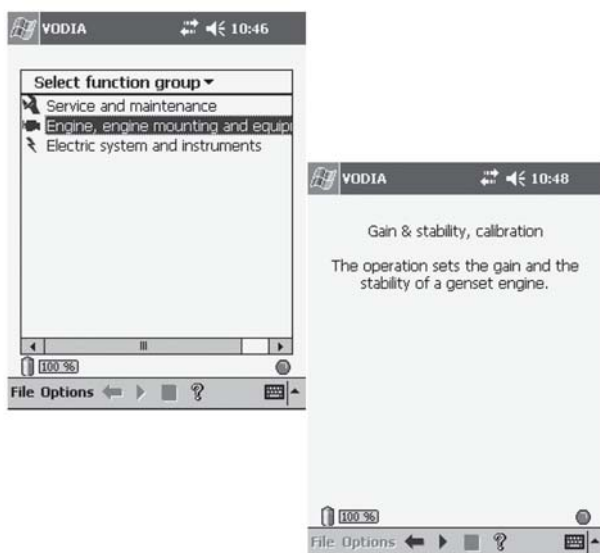 VODIA 10:46
Select function group
Service and maintenance
Engine, engine mounting and equip
Electric system and instruments
100 %
File Options
VODIA 10:48
Gain & stability, calibration
The operation sets the gain and the
stability of a genset engine.
100 %
File Options